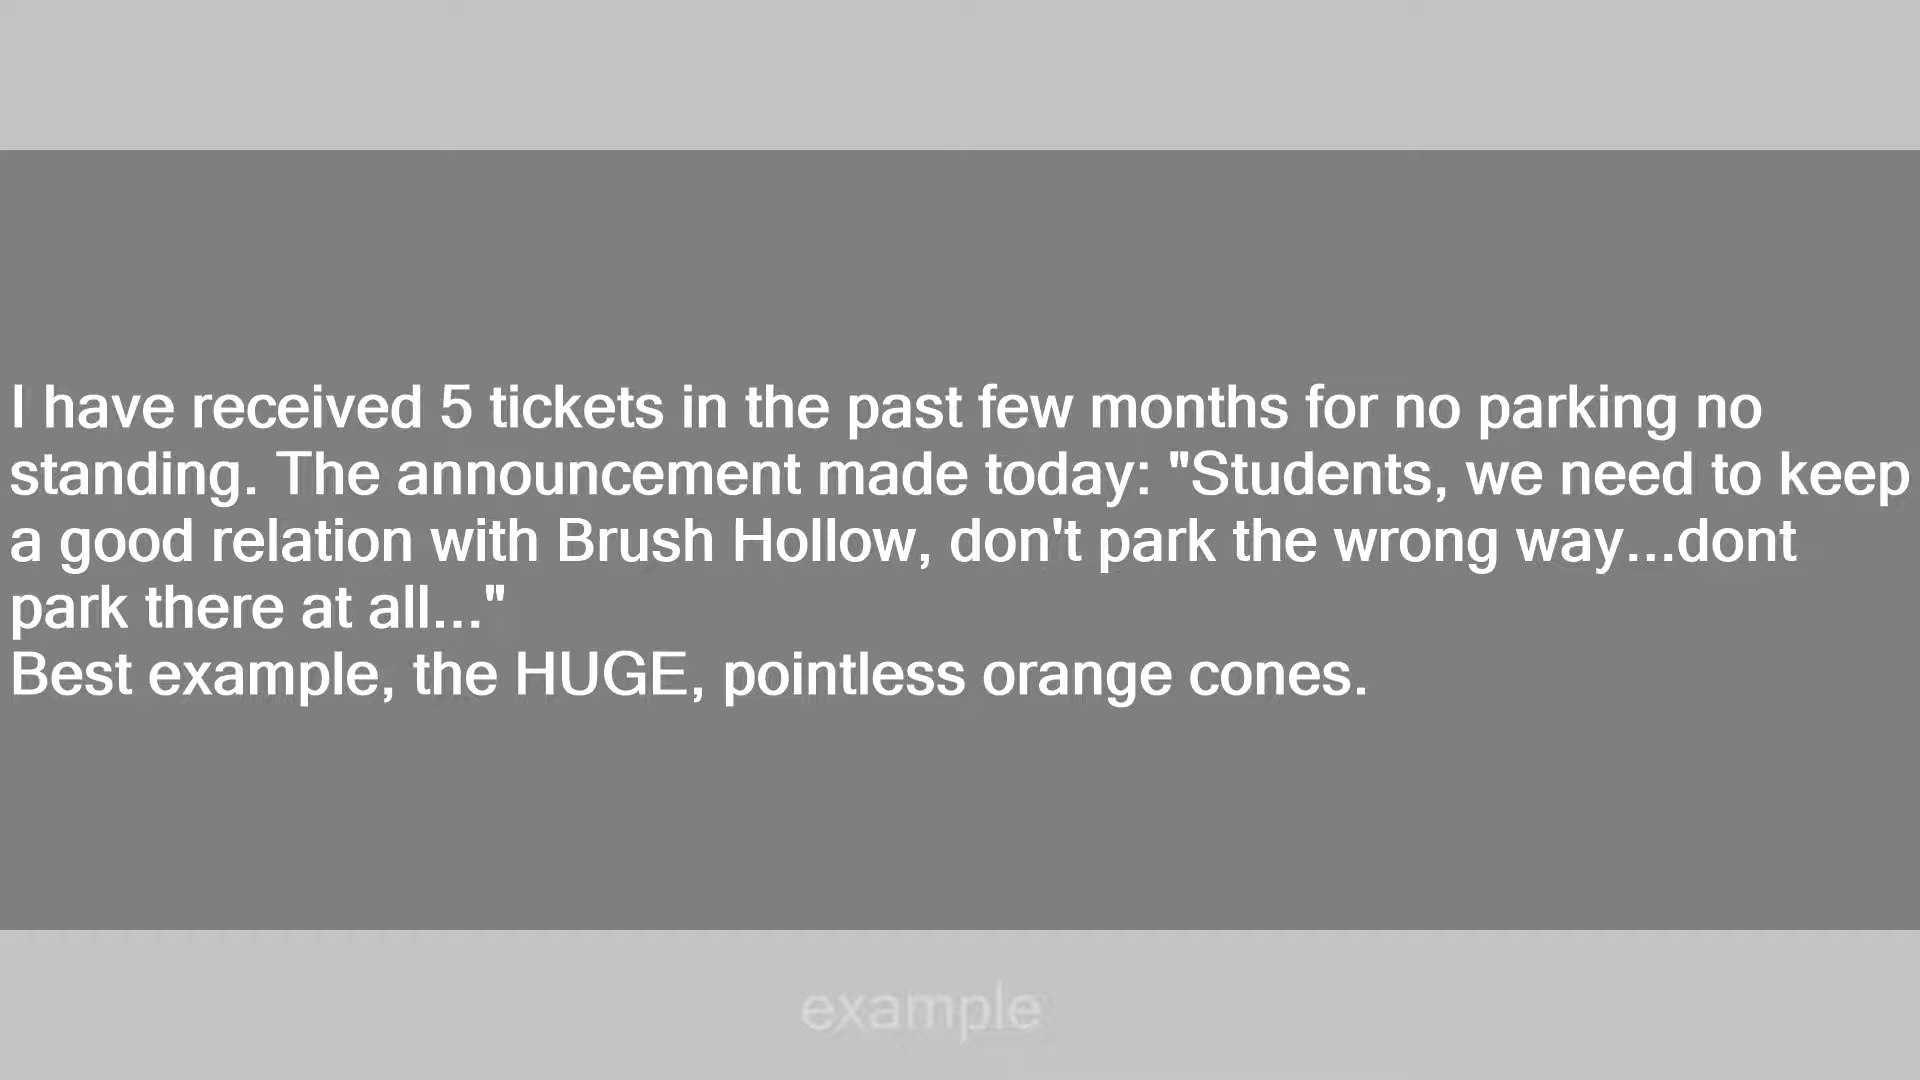 I have received 5 tickets in the past few months for no parking no
standing. The announcement made today: "Students, we need to keep
a good relation with Brush Hollow, don't park the wrong way...dont
park there at all..."
Best example, the HUGE, pointless orange cones.
example